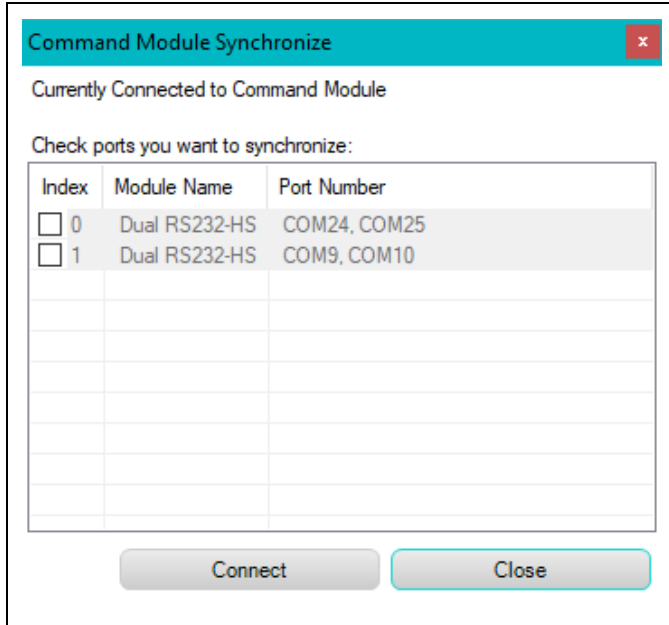 Command Module Synchronize
x
Currently Connected to Command Module
Check ports you want to synchronize:
Index Module Name Port Number
0 Dual RS232-HS COM24, COM25
1 Dual RS232-HS COM9, COM10
Connect Close